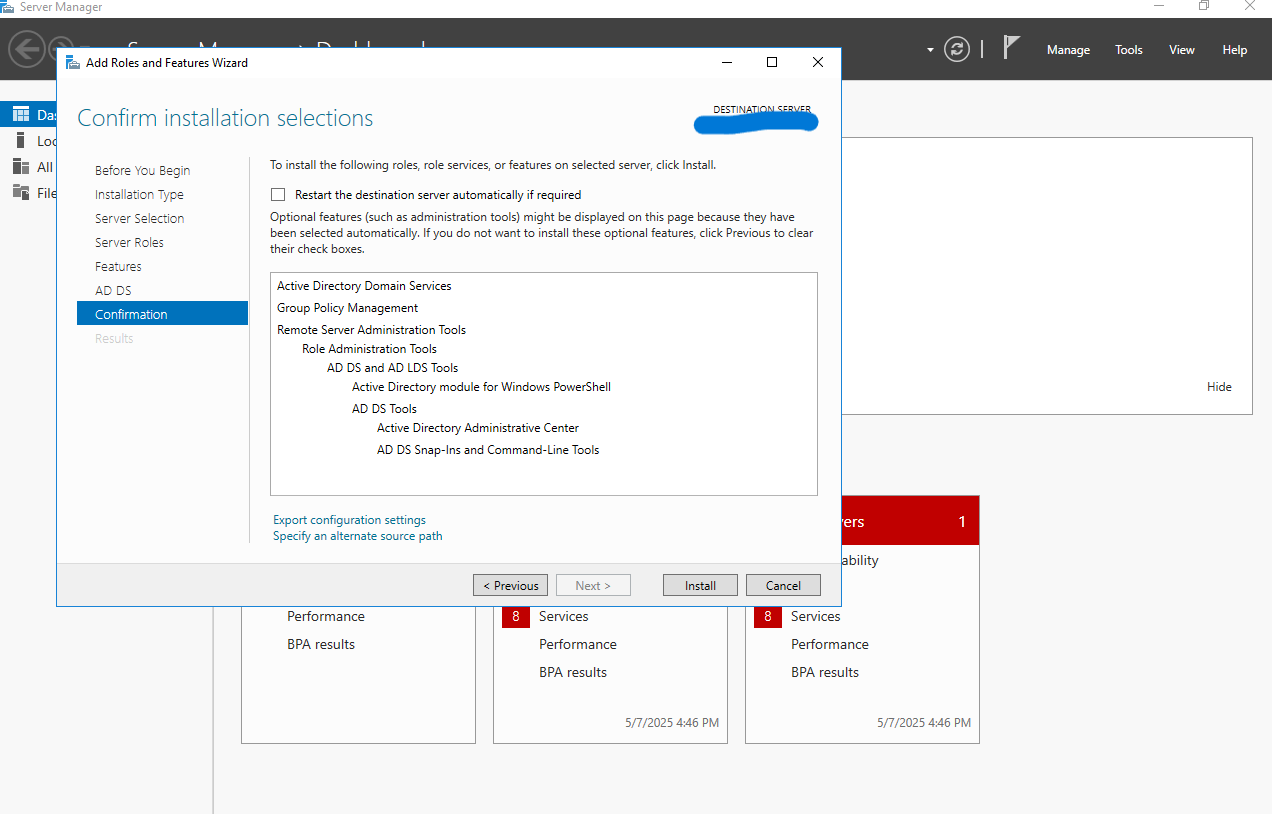 Server Manager
Manage
Tools
View
Help
Add Roles and Features Wizard
Confirm installation selections
DESTINATION SERVER
Before You Begin
Installation Type
Server Selection
Server Roles
Features
AD DS
Confirmation
Results
To install the following roles, role services, or features on selected server, click Install.
Restart the destination server automatically if required
Optional features (such as administration tools) might be displayed on this page because they have
been selected automatically. If you do not want to install these optional features, click Previous to clear
their check boxes.
Active Directory Domain Services
Group Policy Management
Remote Server Administration Tools
Role Administration Tools
AD DS and AD LDS Tools
Active Directory module for Windows PowerShell
AD DS Tools
Active Directory Administrative Center
AD DS Snap-Ins and Command-Line Tools
Export configuration settings
Specify an alternate source path
< Previous
Next >
Install
Cancel
All
Hide
1
Performance
BPA results
8 Services
Performance
BPA results
5/7/2025 4:46 PM
8 Services
Performance
BPA results
5/7/2025 4:46 PM